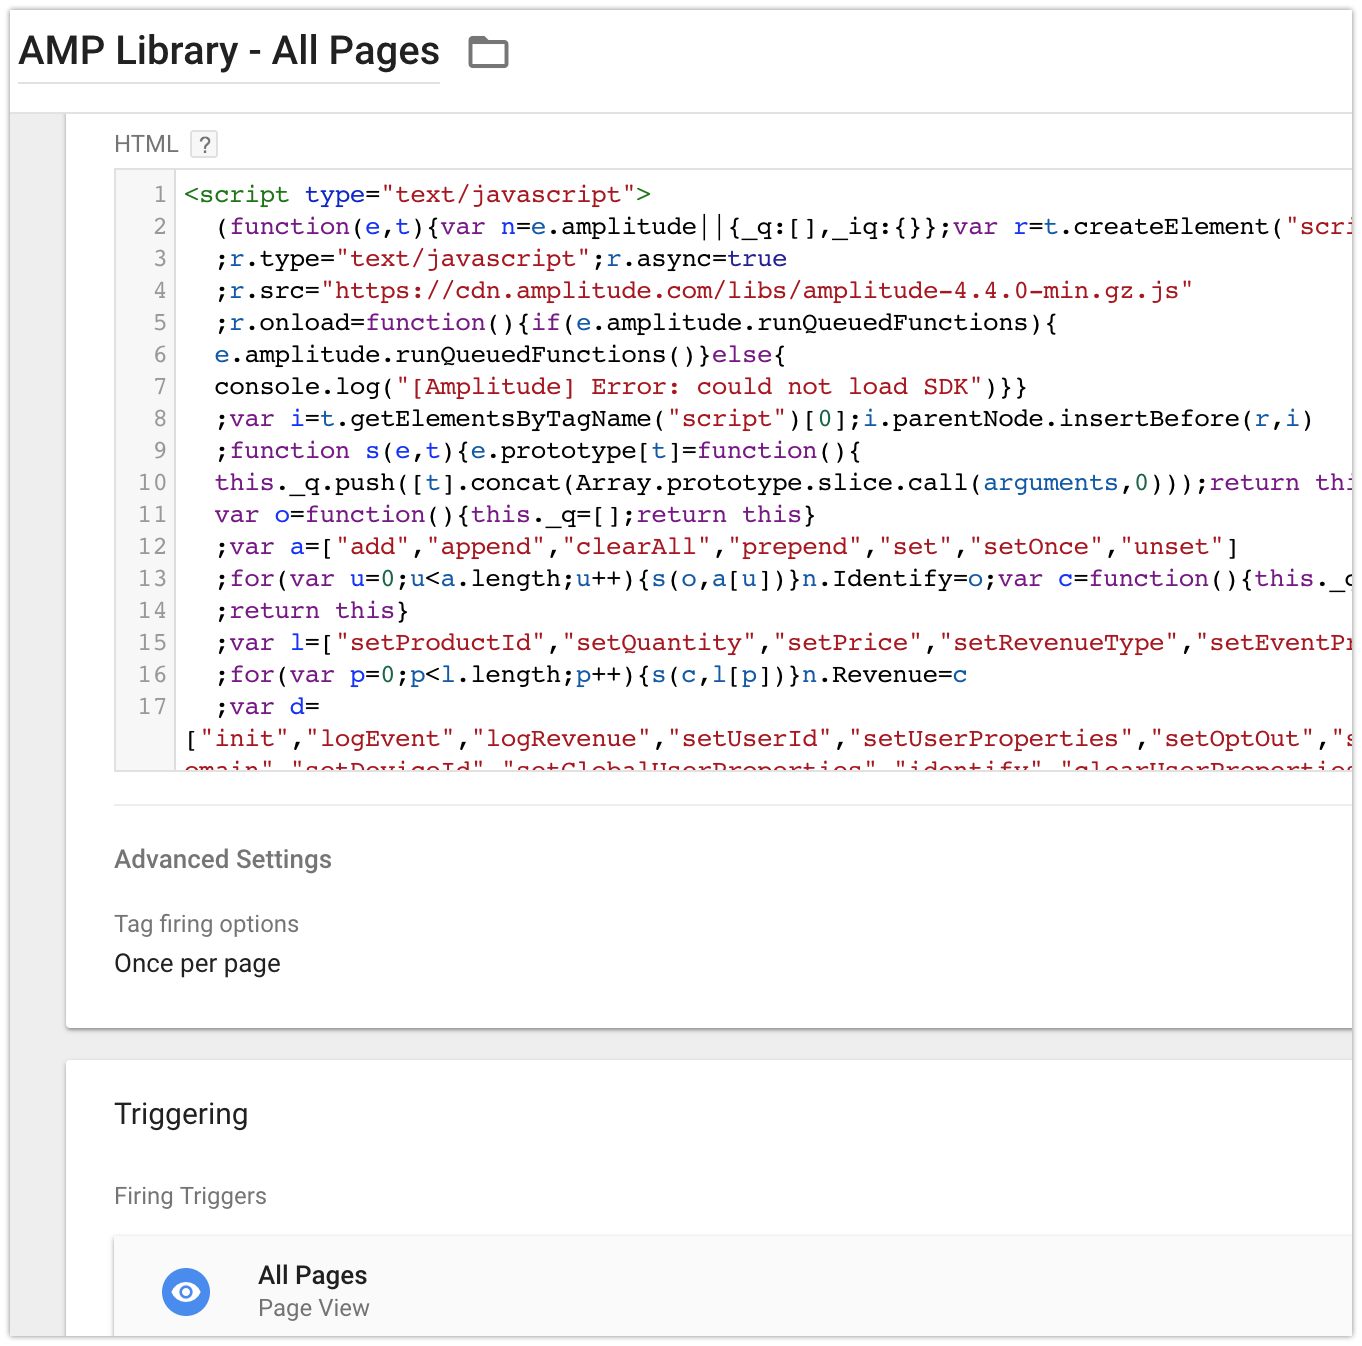 AMP Library - All Pages
HTML ?
1 <script type="text/javascript">
2 (function(e,t){var n=e.amplitude||{_q:[],_iq:{}};var r=t.createElement("scri
3 ;r.type="text/javascript";r.async=true
4 ;r.src="https://cdn.amplitude.com/libs/amplitude-4.4.0-min.gz.js"
5 ;r.onload=function(){if(e.amplitude.runQueuedFunctions){
6 e.amplitude.runQueuedFunctions()}else{
7 console.log("[Amplitude] Error: could not load SDK")}}
8 ;var i=t.getElementsByTagName("script")[0];i.parentNode.insertBefore(r,i)
9 ;function s(e,t){e.prototype[t]=function(){
10 this._q.push([t].concat(Array.prototype.slice.call(arguments,0)));return thi
11 var o=function(){this._q=[];return this}
12 ;var a=["add","append","clearAll","prepend","set","setOnce","unset"]
13 ;for(var u=0;u<a.length;u++){s(o,a[u])}n.Identify=o;var c=function(){this._q
14 ;return this}
15 ;var l=["setProductId","setQuantity","setPrice","setRevenueType","setEventPr
16 ;for(var p=0;p<l.length;p++){s(c,l[p])}n.Revenue=c
17 ;var d=
["init","logEvent","logRevenue","setUserId","setUserProperties","setOptOut","s
omain","setDeviceId","setGlobalUserProperties","identify","clearUserProperties
Advanced Settings
Tag firing options
Once per page
Triggering
Firing Triggers
All Pages
Page View